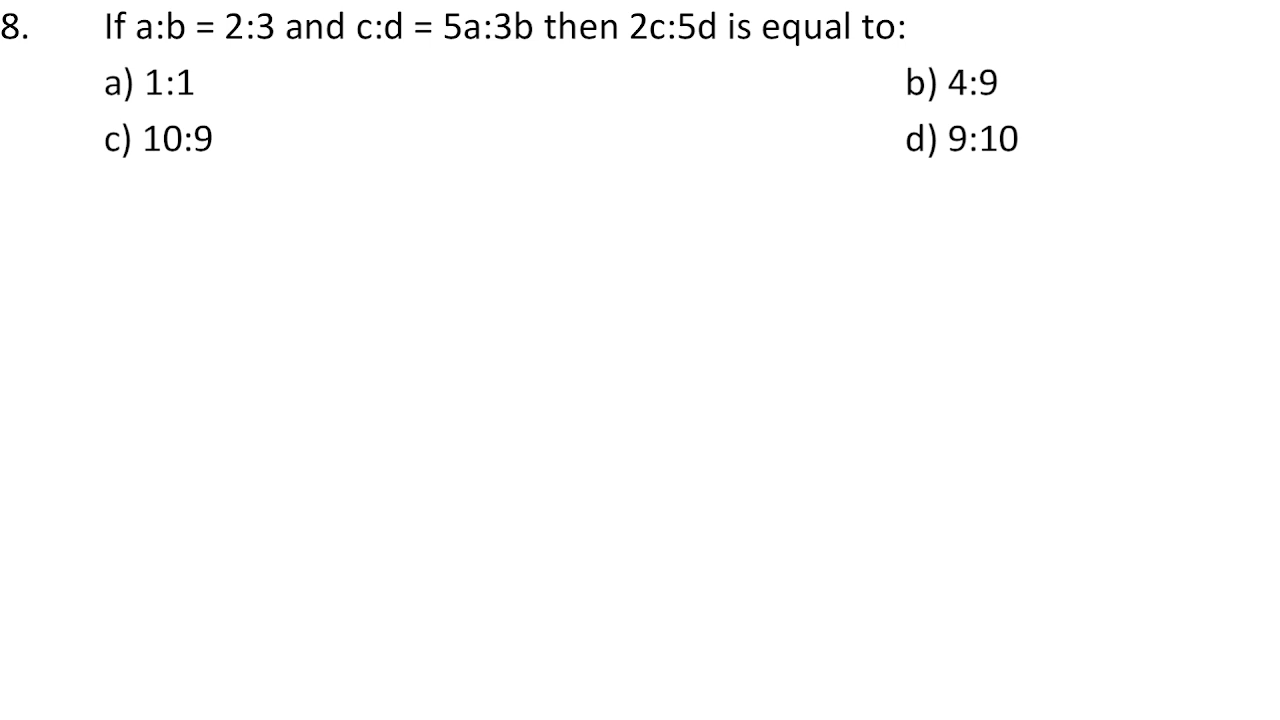 8. If a:b = 2:3 and c:d = 5a:3b then 2c:5d is equal to:
a) 1:1 b) 4:9
c) 10:9 d) 9:10